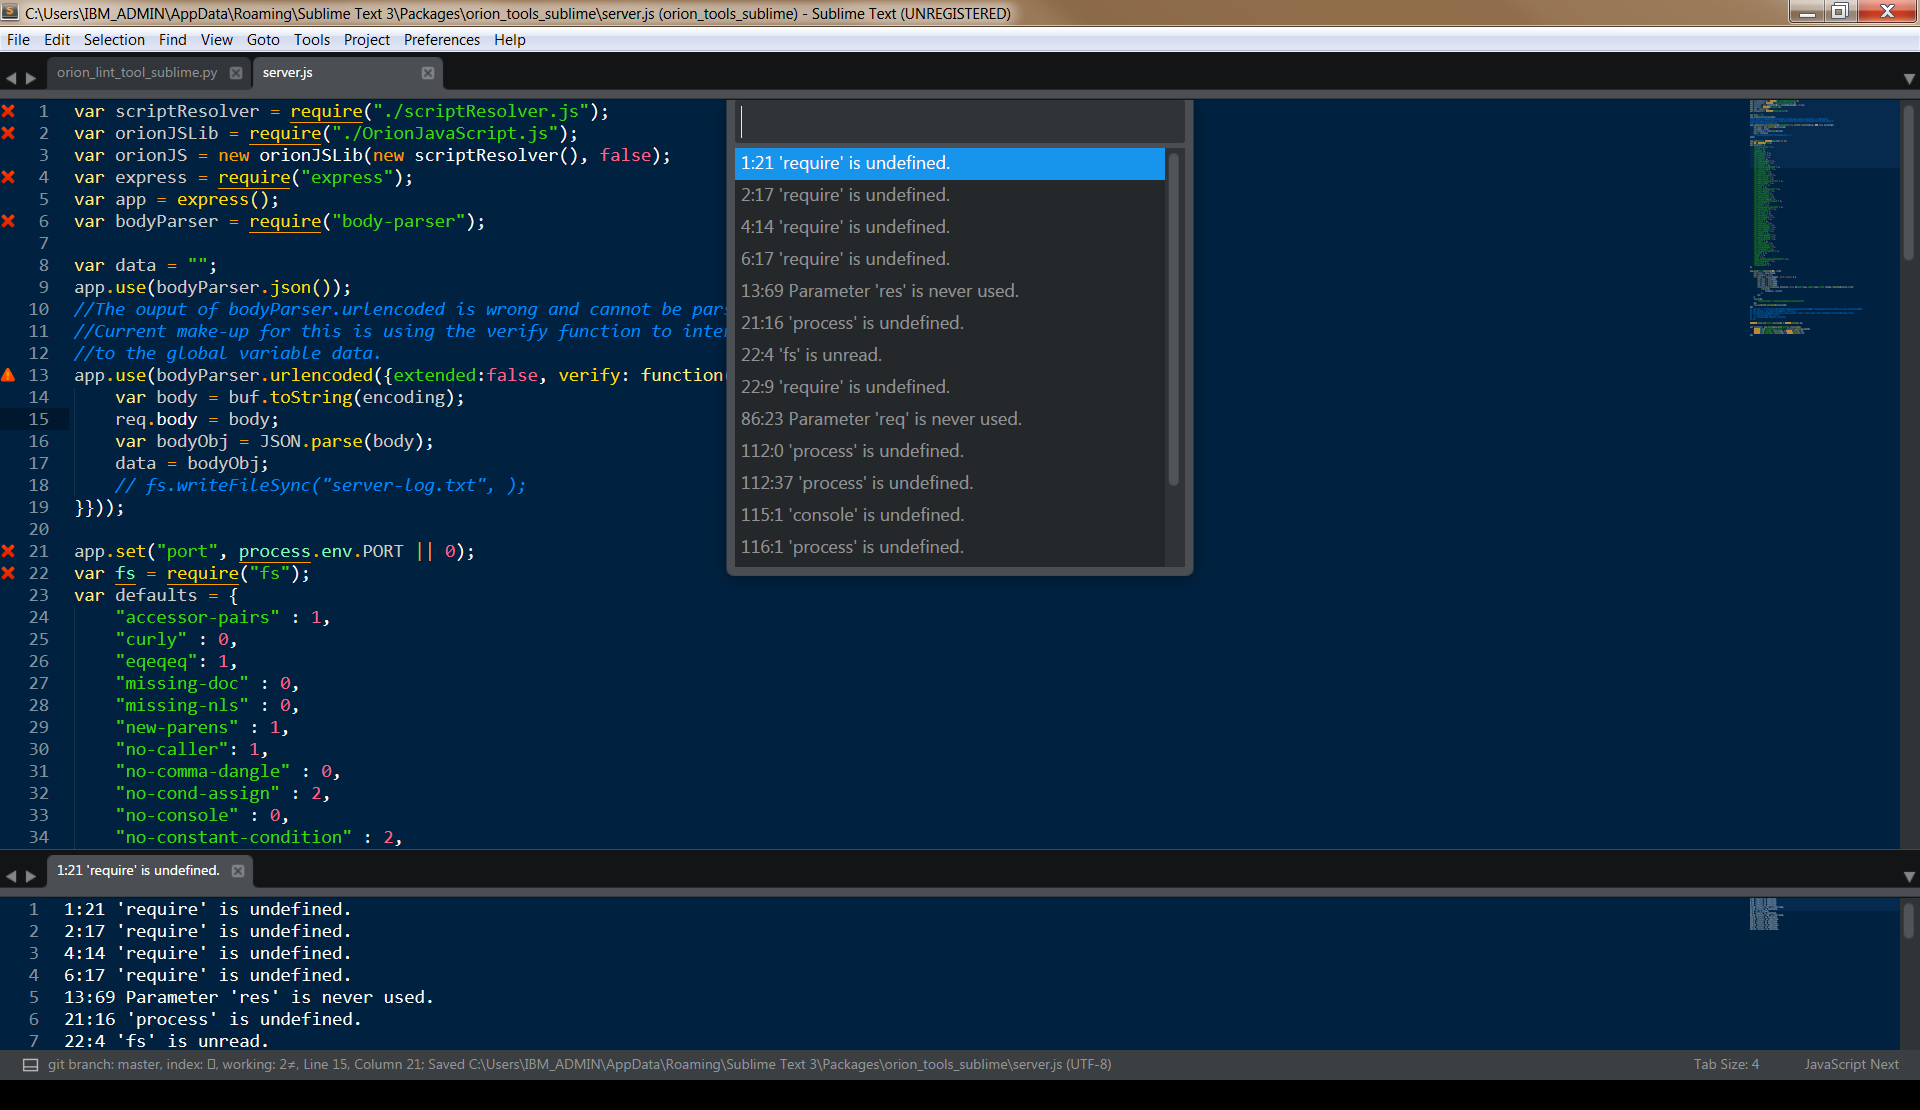 C:\Users\IBM_ADMIN\AppData\Roaming\Sublime Text 3\Packages\orion_tools_sublime\server.js (orion_tools_sublime) - Sublime Text (UNREGISTERED)
File Edit Selection Find View Goto Tools Project Preferences Help
orion_lint_tool_sublime.py server.js
1 var scriptResolver = require("./scriptResolver.js");
2 var orionJSLib = require("./OrionJavaScript.js");
3 var orionJS = new orionJSLib(new scriptResolver(), false);
4 var express = require("express");
5 var app = express();
6 var bodyParser = require("body-parser");
7
8 var data = "";
9 app.use(bodyParser.json());
10 //The ouput of bodyParser.urlencoded is wrong and cannot be par
11 //Current make-up for this is using the verify function to inte
12 //to the global variable data.
13 app.use(bodyParser.urlencoded({extended:false, verify: function
14 var body = buf.toString(encoding);
15 req.body = body;
16 var bodyObj = JSON.parse(body);
17 data = bodyObj;
18 // fs.writeFileSync("server-log.txt", );
19 }}));
20
21 app.set("port", process.env.PORT || 0);
22 var fs = require("fs");
23 var defaults = {
24 "accessor-pairs" : 1,
25 "curly" : 0,
26 "eqeqeq": 1,
27 "missing-doc" : 0,
28 "missing-nls" : 0,
29 "new-parens" : 1,
30 "no-caller": 1,
31 "no-comma-dangle" : 0,
32 "no-cond-assign" : 2,
33 "no-console" : 0,
34 "no-constant-condition" : 2,
1:21 'require' is undefined.
2:17 'require' is undefined.
4:14 'require' is undefined.
6:17 'require' is undefined.
13:69 Parameter 'res' is never used.
21:16 'process' is undefined.
22:4 'fs' is unread.
22:9 'require' is undefined.
86:23 Parameter 'req' is never used.
112:0 'process' is undefined.
112:37 'process' is undefined.
115:1 'console' is undefined.
116:1 'process' is undefined.
1:21 'require' is undefined.
1 1:21 'require' is undefined.
2 2:17 'require' is undefined.
3 4:14 'require' is undefined.
4 6:17 'require' is undefined.
5 13:69 Parameter 'res' is never used.
6 21:16 'process' is undefined.
7 22:4 'fs' is unread.
git branch: master, index: ▯, working: 2≠, Line 15, Column 21; Saved C:\Users\IBM_ADMIN\AppData\Roaming\Sublime Text 3\Packages\orion_tools_sublime\server.js (UTF-8) Tab Size: 4 JavaScript Next